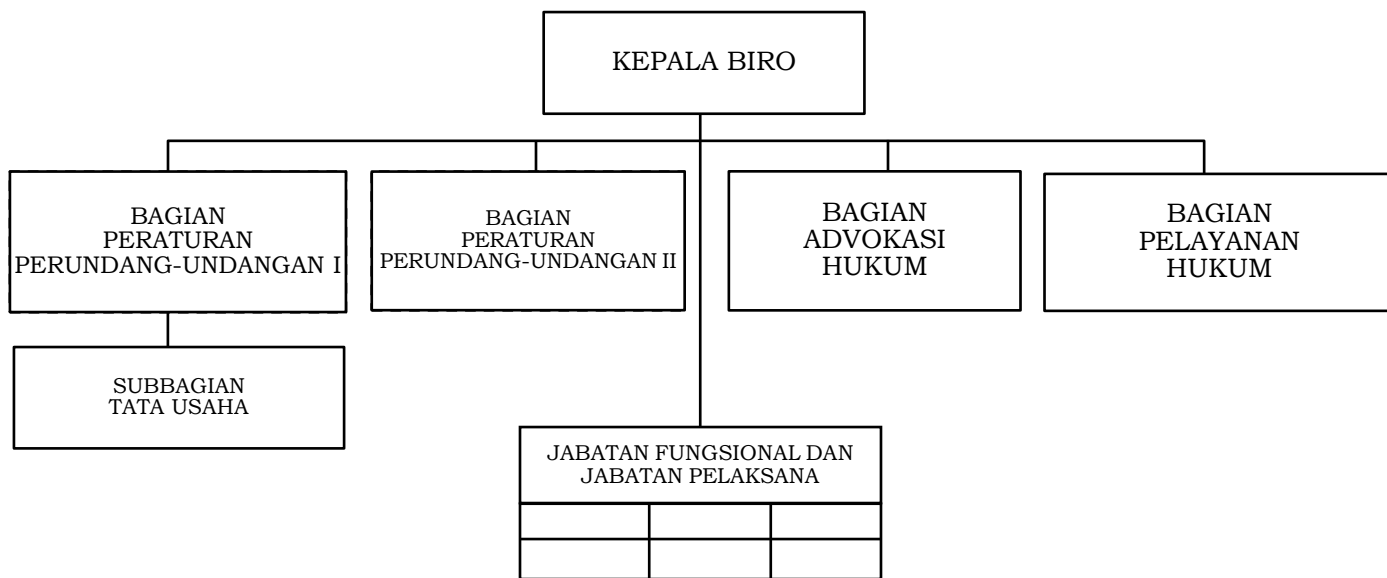 KEPALA BIRO
BAGIAN
PERATURAN
PERUNDANG-UNDANGAN I
BAGIAN
PERATURAN
PERUNDANG-UNDANGAN II
BAGIAN
ADVOKASI
HUKUM
BAGIAN
PELAYANAN
HUKUM
SUBBAGIAN
TATA USAHA
JABATAN FUNGSIONAL DAN
JABATAN PELAKSANA